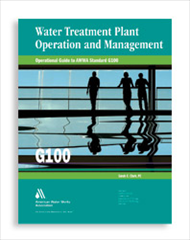 Water Treatment Plant
Operation and Management
Operational Guide to AWWA Standard G100
G100
American Water Works
Association